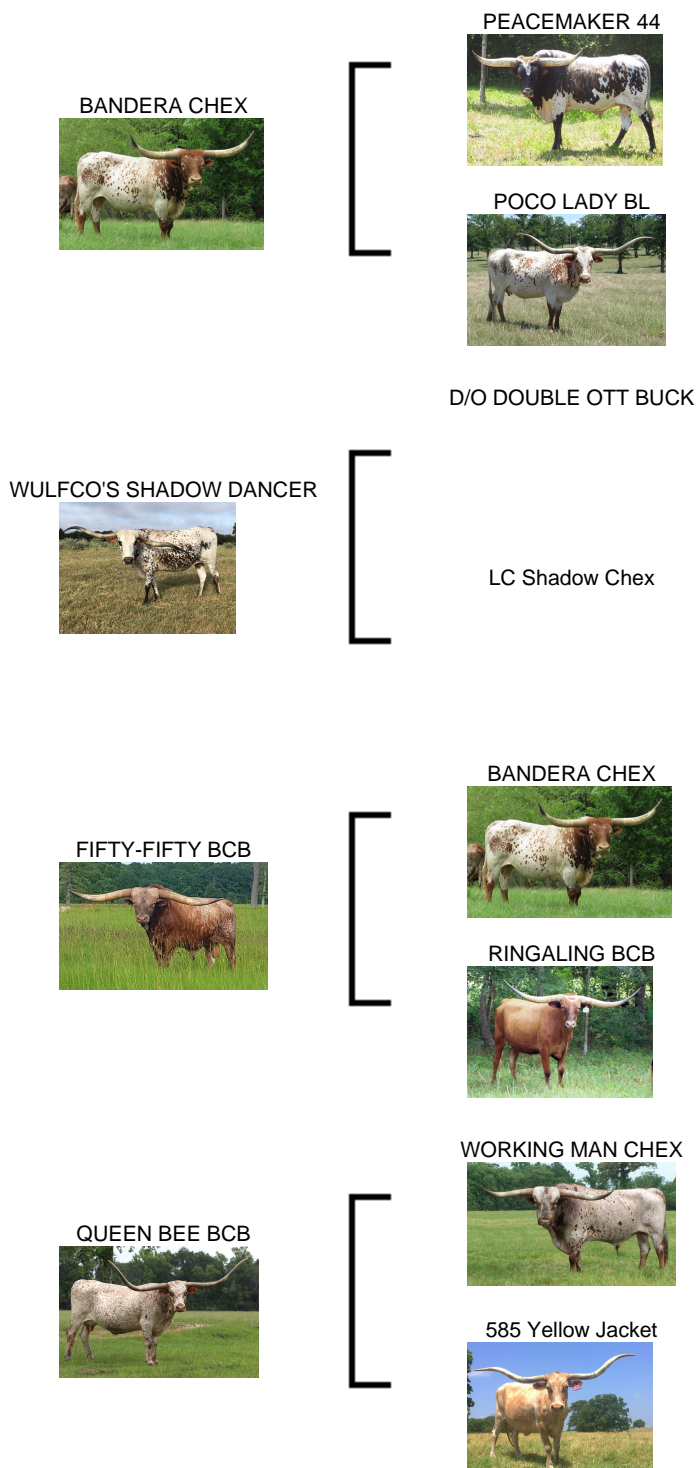 PEACEMAKER 44
BANDERA CHEX
POCO LADY BL
D/O DOUBLE OTT BUCK
WULFCO'S SHADOW DANCER
LC Shadow Chex
BANDERA CHEX
FIFTY-FIFTY BCB
RINGALING BCB
WORKING MAN CHEX
QUEEN BEE BCB
585 Yellow Jacket